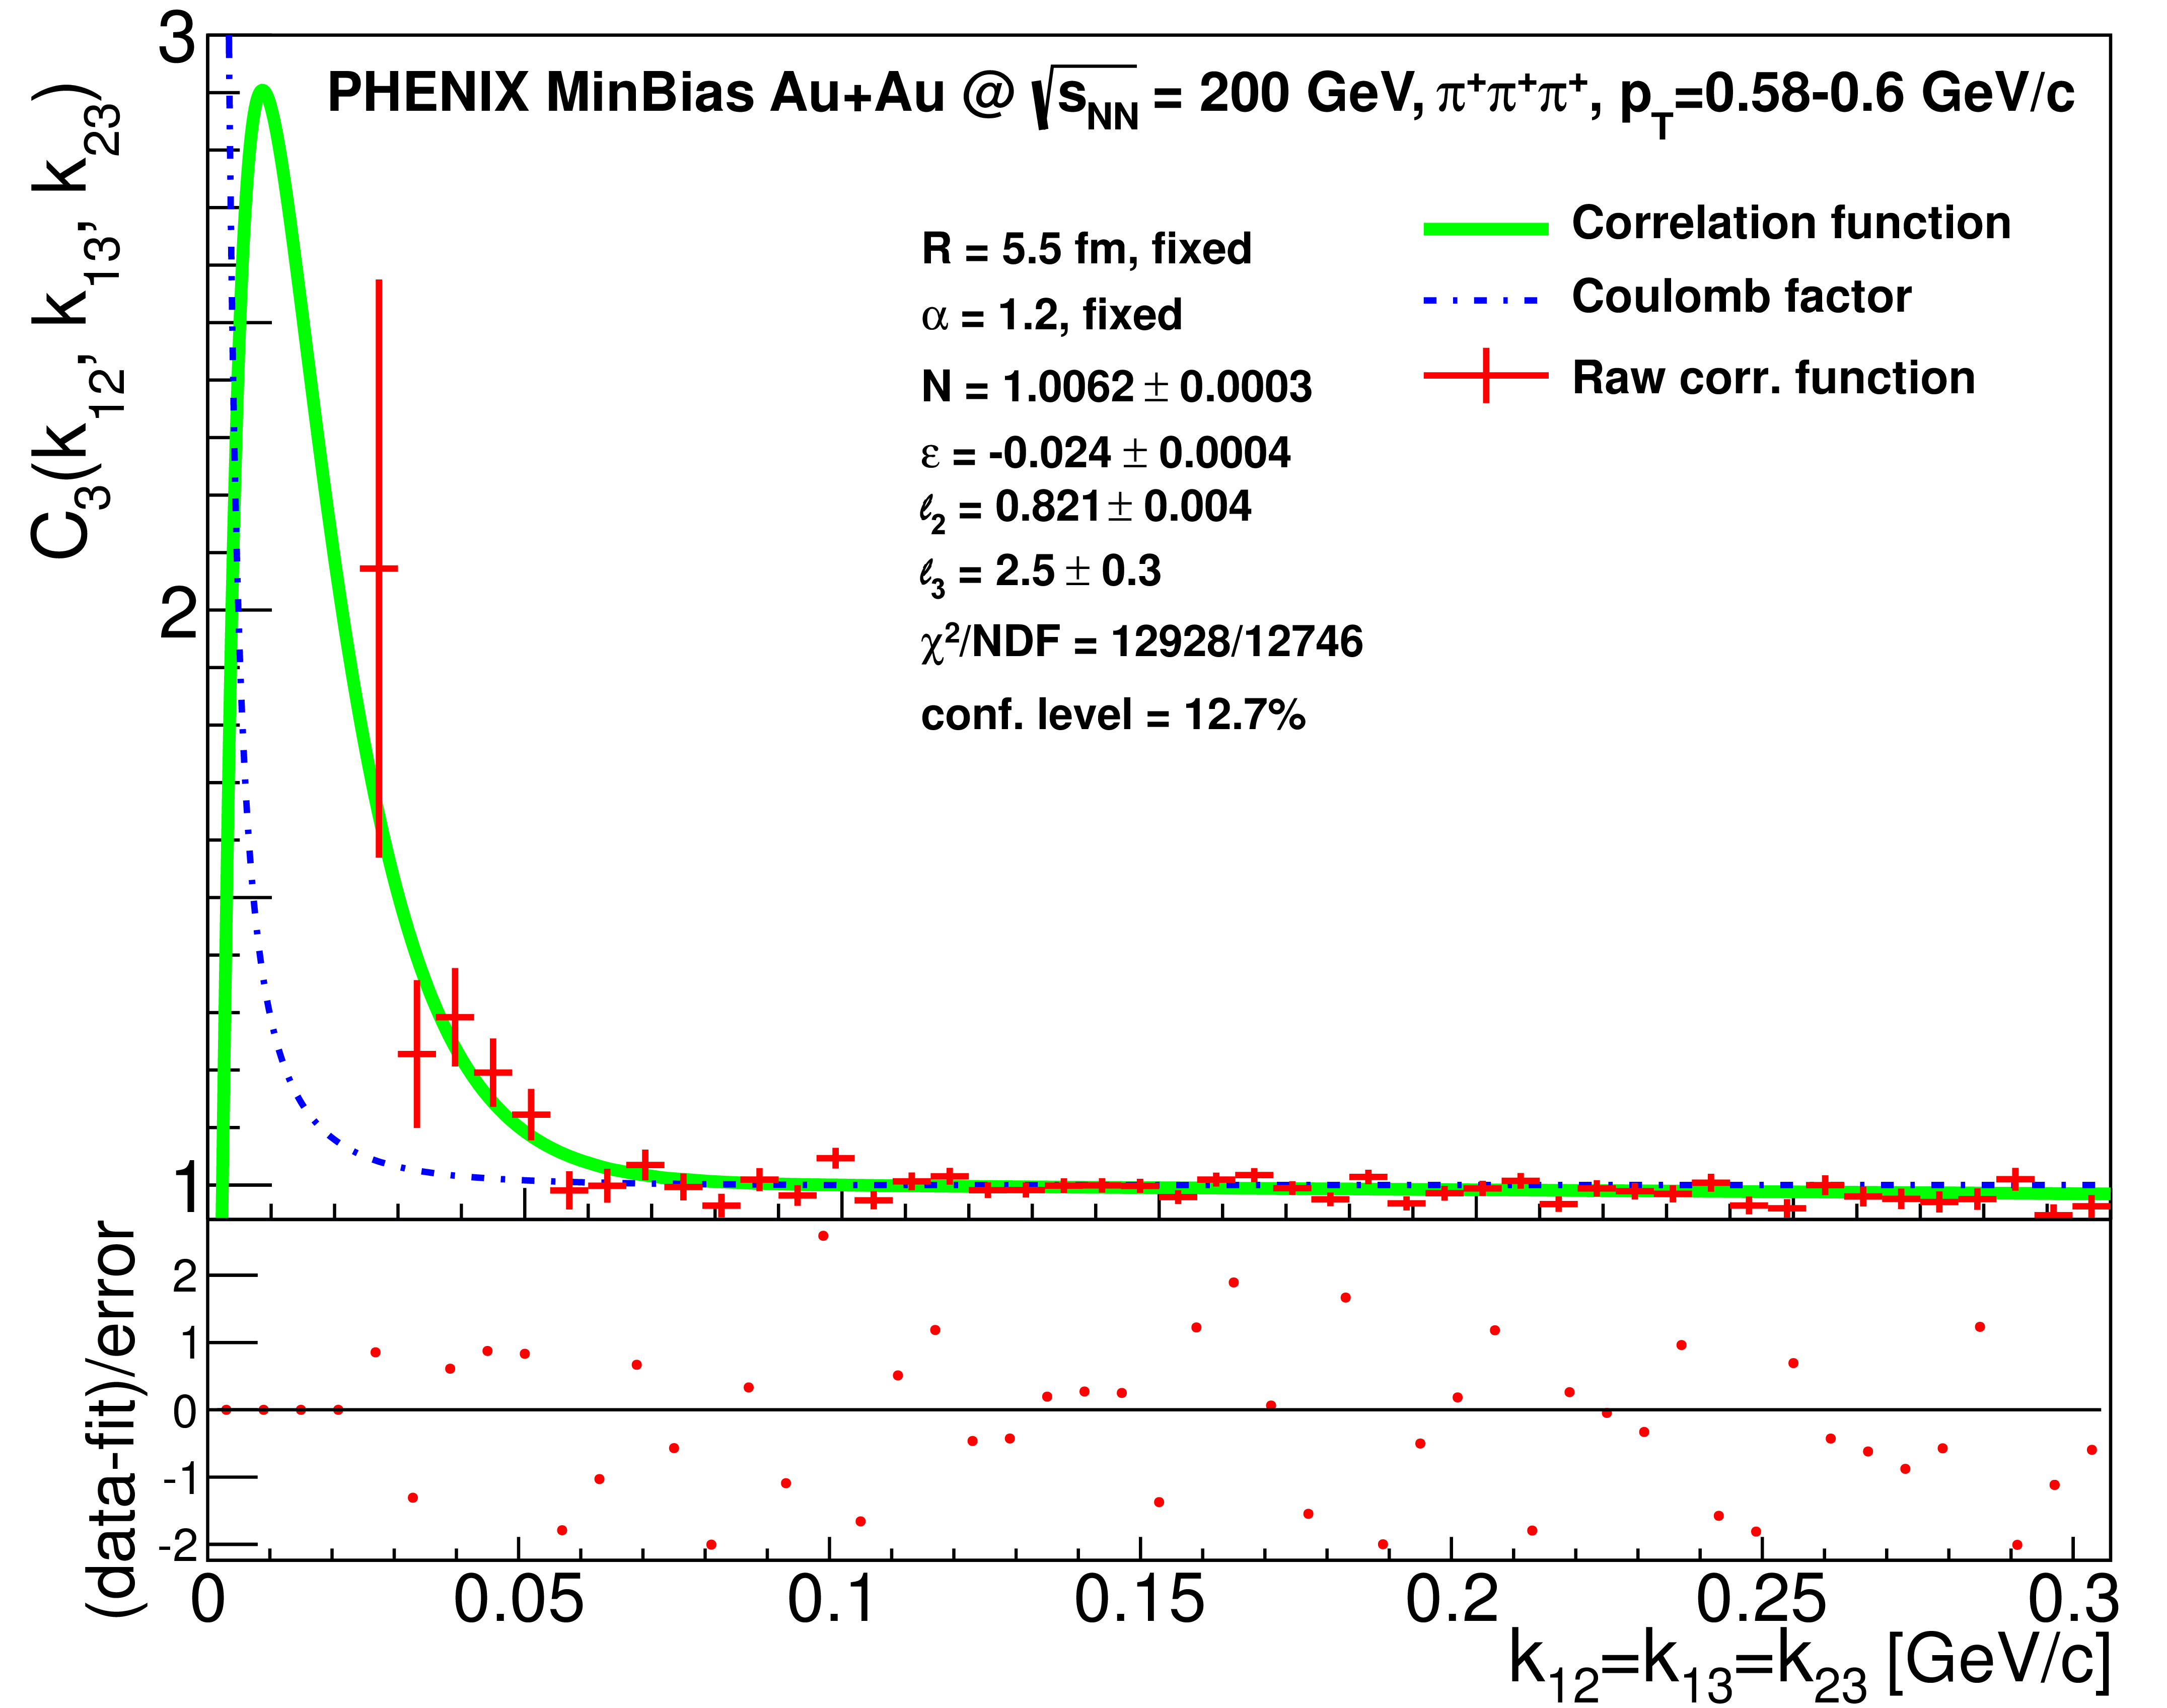 PHENIX MinBias Au+Au @ √sNN = 200 GeV, π+π+π+, pT=0.58-0.6 GeV/c
Correlation function
Coulomb factor
Raw corr. function
R = 5.5 fm, fixed
α = 1.2, fixed
N = 1.0062 ± 0.0003
ε = -0.024 ± 0.0004
ℓ2 = 0.821 ± 0.004
ℓ3 = 2.5 ± 0.3
χ²/NDF = 12928/12746
conf. level = 12.7%
C3(k12, k13, k23)
3
2
1
(data-fit)/error
2
1
0
-1
-2
0 0.05 0.1 0.15 0.2 0.25 0.3
k12=k13=k23 [GeV/c]